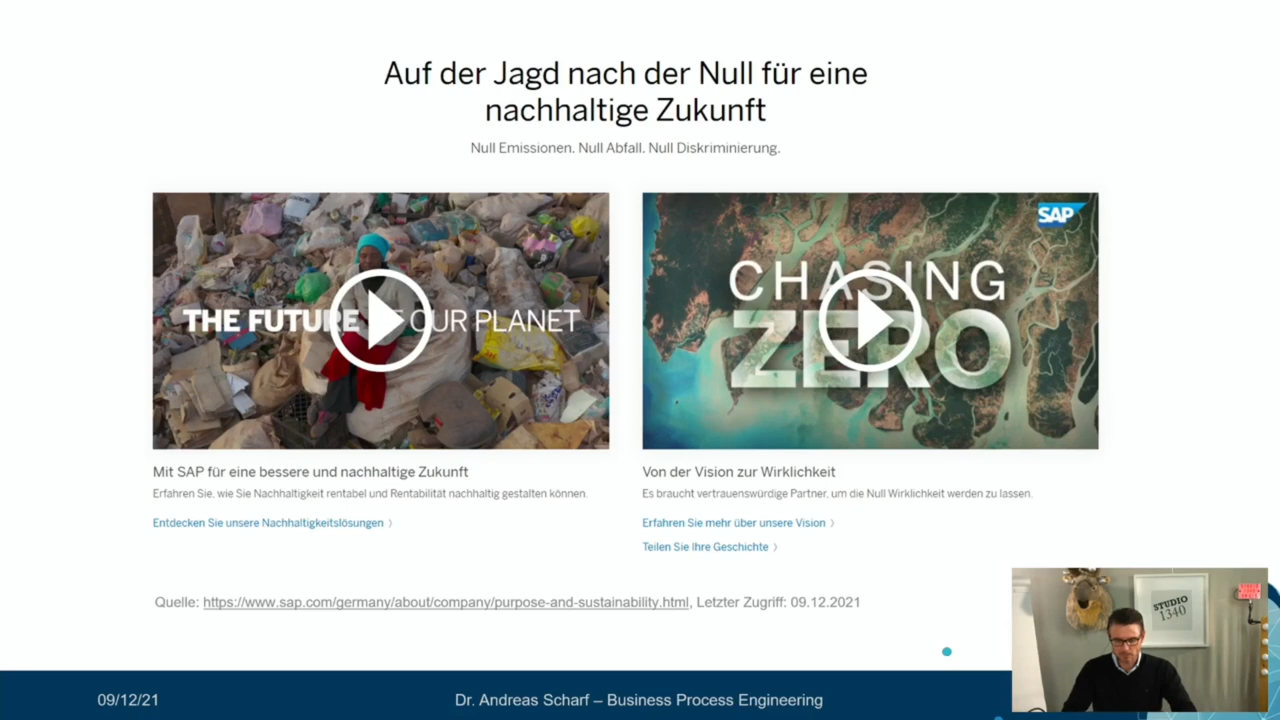 Auf der Jagd nach der Null für eine
nachhaltige Zukunft
Null Emissionen. Null Abfall. Null Diskriminierung.
THE FUTURE OUR PLANET
SAP
CHASING
ZERO
Mit SAP für eine bessere und nachhaltige Zukunft
Erfahren Sie, wie Sie Nachhaltigkeit rentabel und Rentabilität nachhaltig gestalten können.
Entdecken Sie unsere Nachhaltigkeitslösungen
Von der Vision zur Wirklichkeit
Es braucht vertrauenswürdige Partner, um die Null Wirklichkeit werden zu lassen.
Erfahren Sie mehr über unsere Vision
Teilen Sie Ihre Geschichte
Quelle: https://www.sap.com/germany/about/company/purpose-and-sustainability.html, Letzter Zugriff: 09.12.2021
STUDIO
1340
09/12/21
Dr. Andreas Scharf – Business Process Engineering